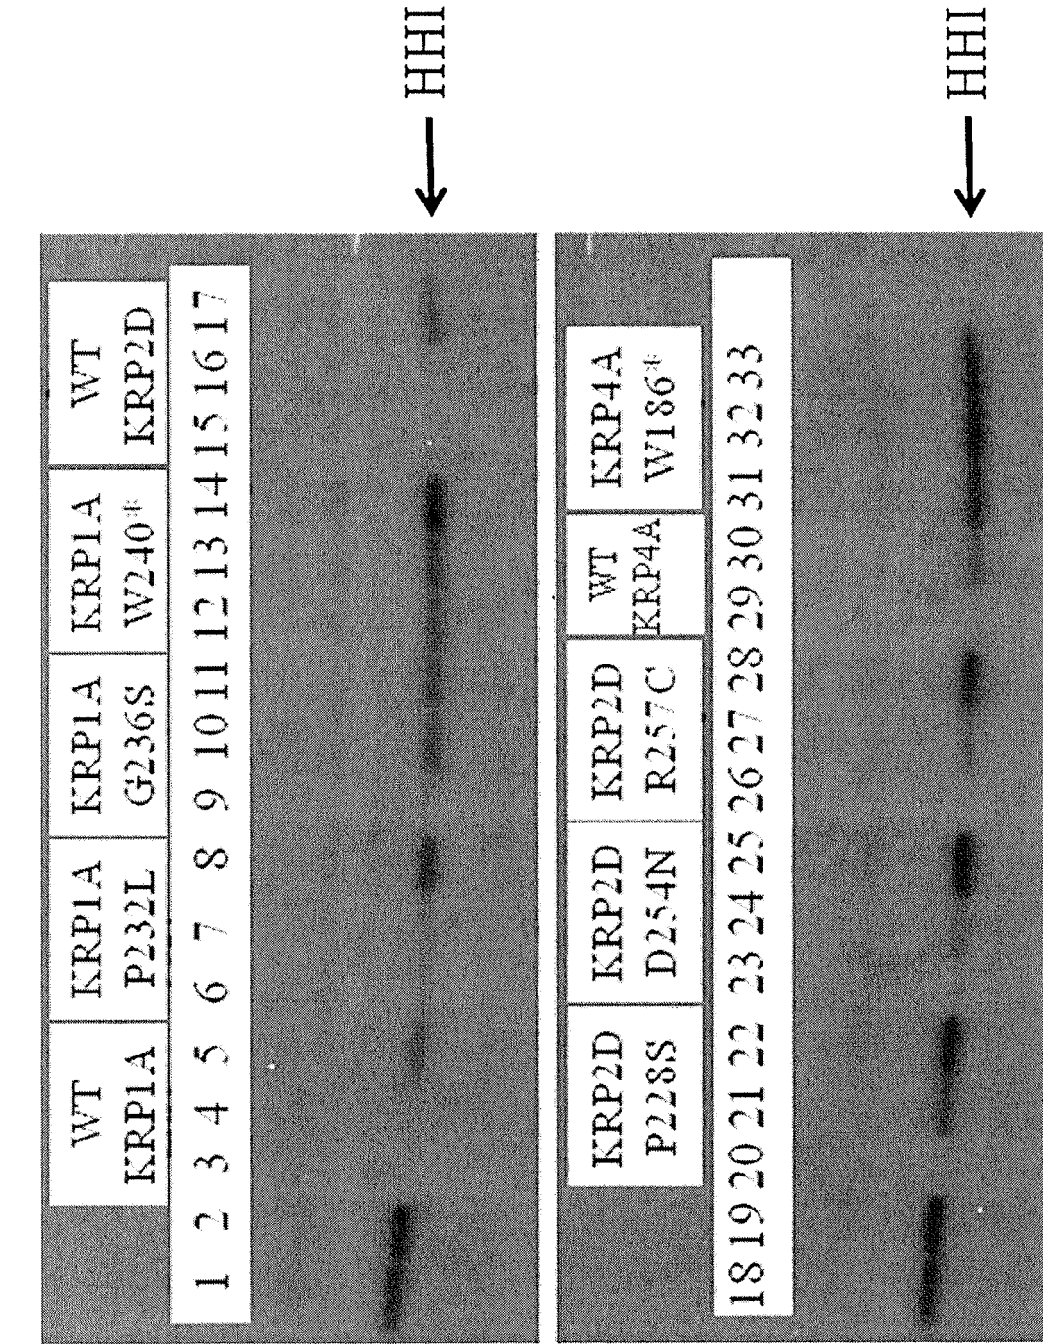 WT KRP1A
KRP1A P232L
KRP1A G236S
KRP1A W240*
WT KRP2D
1 2 3 4 5 6 7 8 9 10 11 12 13 14 15 16 17
HHI
KRP2D P228S
KRP2D D254N
KRP2D R257C
WT KRP4A
KRP4A W186*
18 19 20 21 22 23 24 25 26 27 28 29 30 31 32 33
HHI